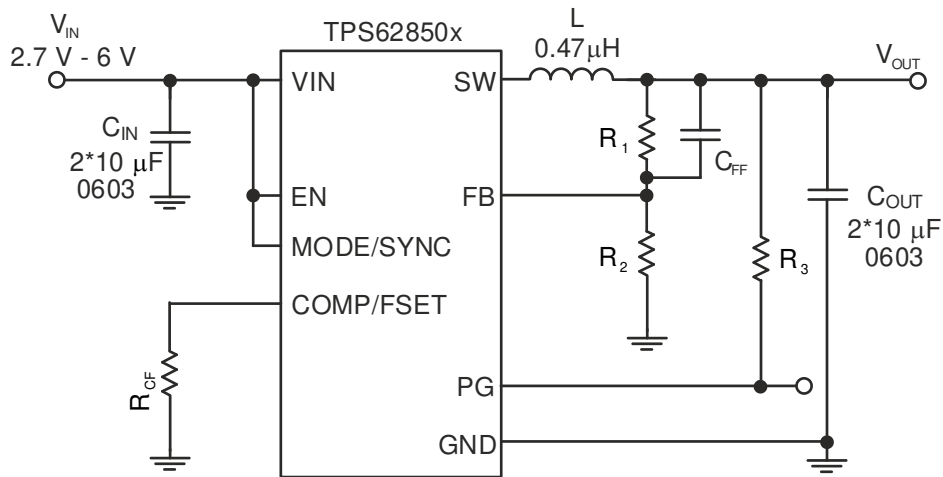 TPS62850x
V_IN
2.7 V - 6 V
L
0.47μH
V_OUT
VIN
SW
C_IN
2*10 μF
0603
R_1
C_FF
EN
FB
C_OUT
2*10 μF
0603
MODE/SYNC
R_2
R_3
COMP/FSET
R_CF
PG
GND